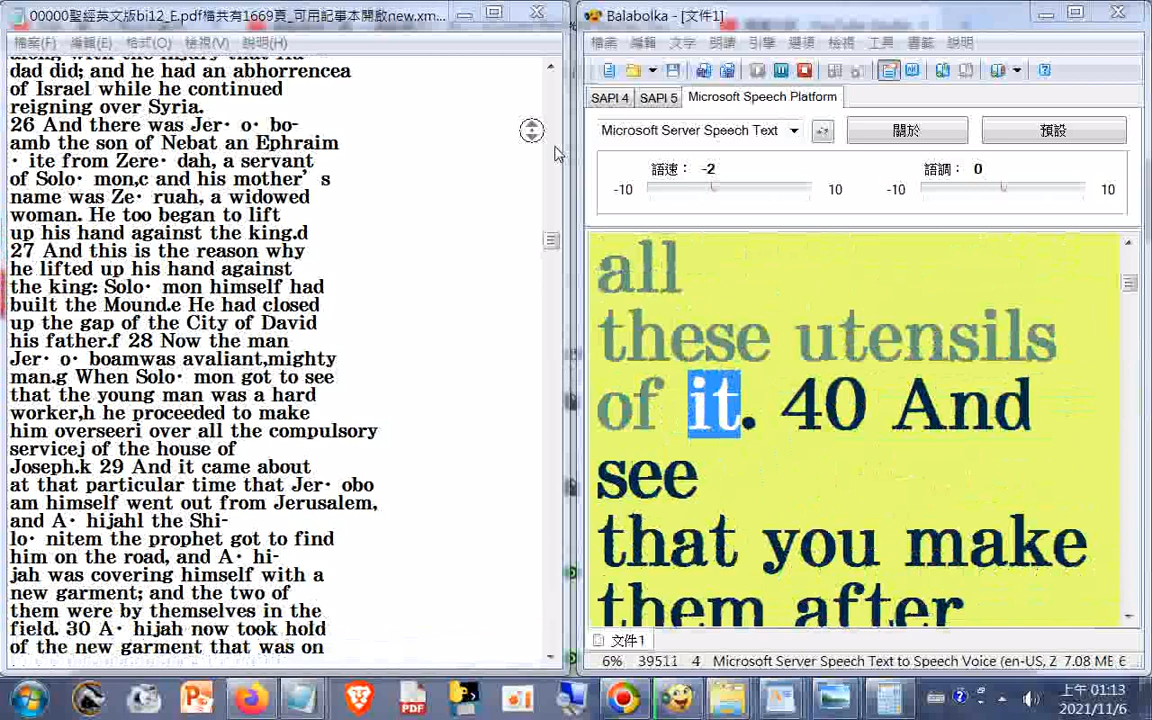 00000聖經英文版bi12_E.pdf檔共有1669頁_可用記事本開啟new.xm...
檔案(F) 編輯(E) 格式(O) 檢視(V) 說明(H)
dad did; and he had an abhorrencea
of Israel while he continued
reigning over Syria.
26 And there was Jer· o· bo-
amb the son of Nebat an Ephraim
· ite from Zere· dah, a servant
of Solo· mon,c and his mother’s
name was Ze· ruah, a widowed
woman. He too began to lift
up his hand against the king.d
27 And this is the reason why
he lifted up his hand against
the king: Solo· mon himself had
built the Mound.e He had closed
up the gap of the City of David
his father.f 28 Now the man
Jer· o· boamwas avaliant,mighty
man.g When Solo· mon got to see
that the young man was a hard
worker,h he proceeded to make
him overseeri over all the compulsory
servicej of the house of
Joseph.k 29 And it came about
at that particular time that Jer· obo
am himself went out from Jerusalem,
and A· hijahl the Shi-
lo· nitem the prophet got to find
him on the road, and A· hi-
jah was covering himself with a
new garment; and the two of
them were by themselves in the
field. 30 A· hijah now took hold
of the new garment that was on
Balabolka - [文件1]
檔案 編輯 文字 朗讀 引擎 選項 檢視 工具 書籤 說明
SAPI 4 SAPI 5 Microsoft Speech Platform
Microsoft Server Speech Text 關於 預設
語速： -2 語調： 0
-10 10 -10 10
all
these utensils
of it. 40 And
see
that you make
them after
文件1
6% 39511 4 Microsoft Server Speech Text to Speech Voice (en-US, Z 7.08 ME 6
上午 01:13
2021/11/6